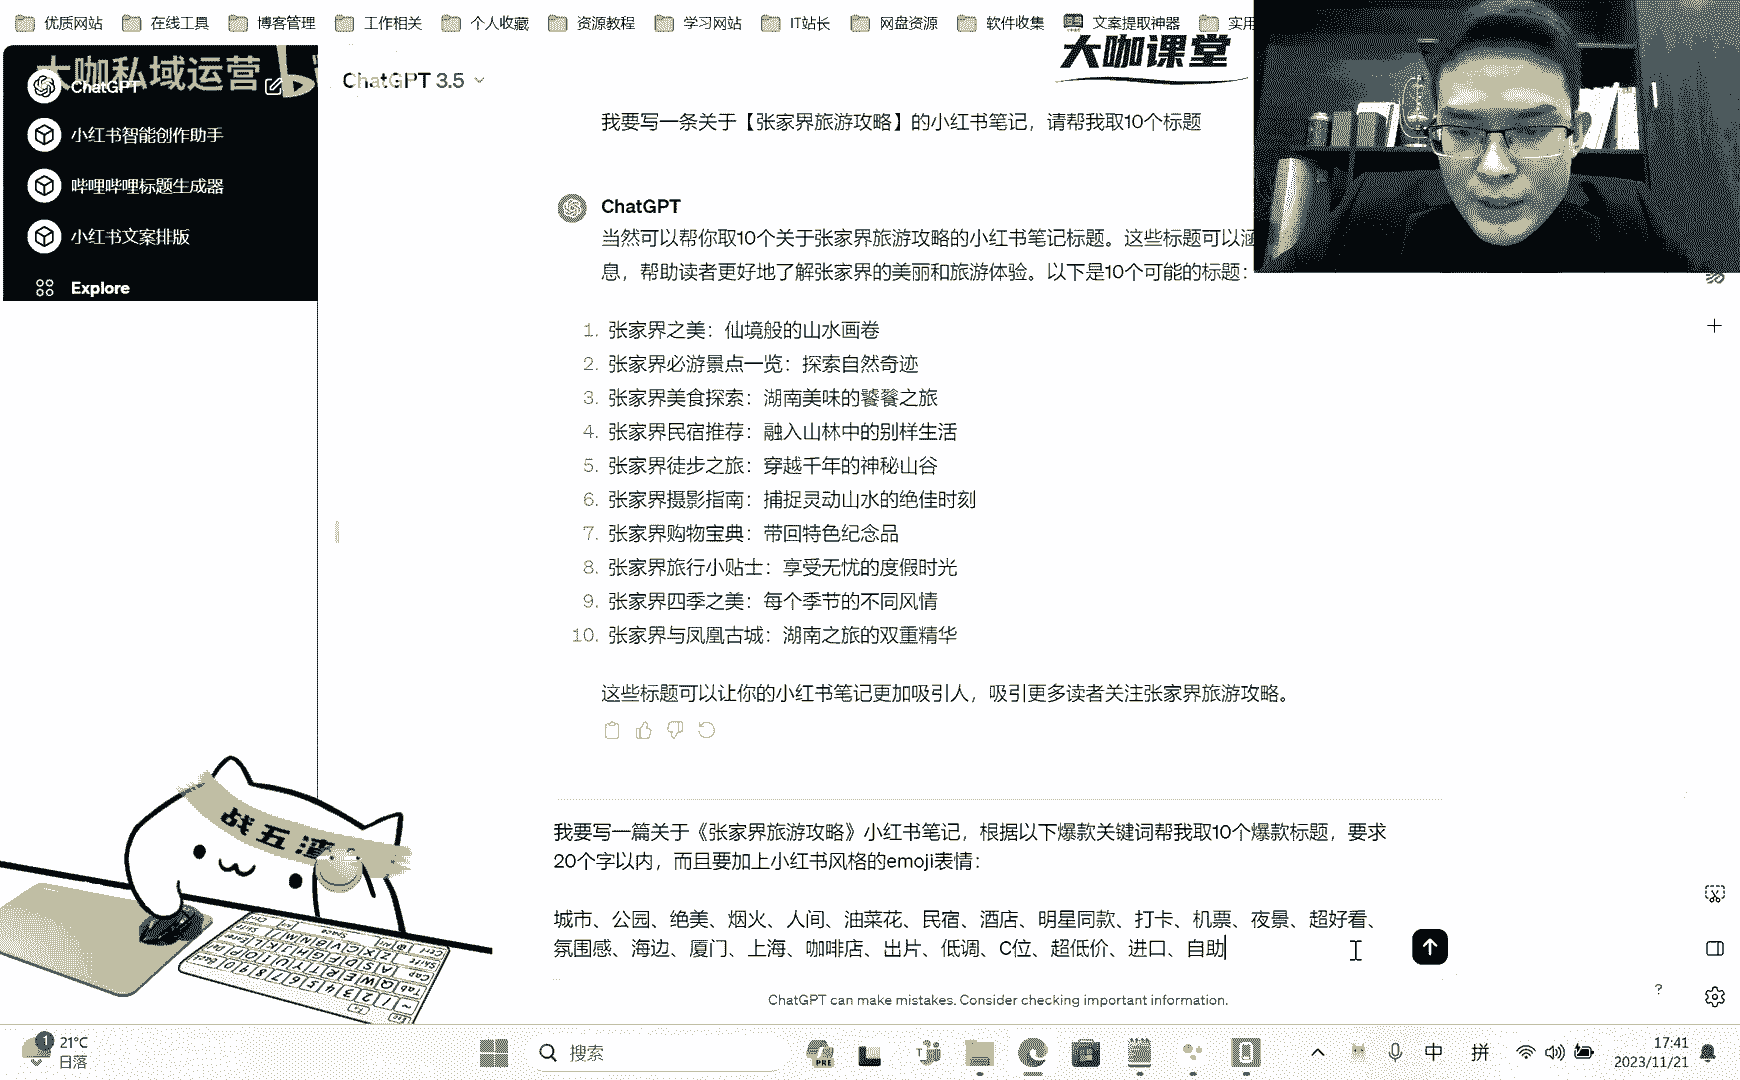 优质网站 在线工具 博客管理 工作相关 个人收藏 资源教程 学习网站 IT站长 网盘资源 软件收集 文案提取神器 实用
大咖课堂
大咖私域运营
ChatGPT
小红书智能创作助手
哔哩哔哩标题生成器
小红书文案排版
Explore
ChatGPT 3.5
我要写一条关于【张家界旅游攻略】的小红书笔记，请帮我取10个标题
ChatGPT
当然可以帮你取10个关于张家界旅游攻略的小红书笔记标题。这些标题可以涵
息，帮助读者更好地了解张家界的美丽和旅游体验。以下是10个可能的标题：
1. 张家界之美：仙境般的山水画卷
2. 张家界必游景点一览：探索自然奇迹
3. 张家界美食探索：湖南美味的饕餮之旅
4. 张家界民宿推荐：融入山林中的别样生活
5. 张家界徒步之旅：穿越千年的神秘山谷
6. 张家界摄影指南：捕捉灵动山水的绝佳时刻
7. 张家界购物宝典：带回特色纪念品
8. 张家界旅行小贴士：享受无忧的度假时光
9. 张家界四季之美：每个季节的不同风情
10. 张家界与凤凰古城：湖南之旅的双重精华
这些标题可以让你的小红书笔记更加吸引人，吸引更多读者关注张家界旅游攻略。
我要写一篇关于《张家界旅游攻略》小红书笔记，根据以下爆款关键词帮我取10个爆款标题，要求
20个字以内，而且要加上小红书风格的emoji表情：
城市、公园、绝美、烟火、人间、油菜花、民宿、酒店、明星同款、打卡、机票、夜景、超好看、
氛围感、海边、厦门、上海、咖啡店、出片、低调、C位、超低价、进口、自助
ChatGPT can make mistakes. Consider checking important information.
?
战五渣
1
21°C
日落
搜索
PRE
中 拼
17:41
2023/11/21